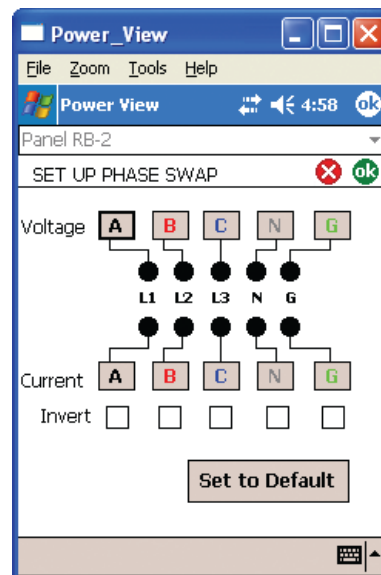 Power_View
File Zoom Tools Help
Power View 4:58 ok
Panel RB-2
SET UP PHASE SWAP ok
Voltage A B C N G
L1 L2 L3 N G
Current A B C N G
Invert
Set to Default